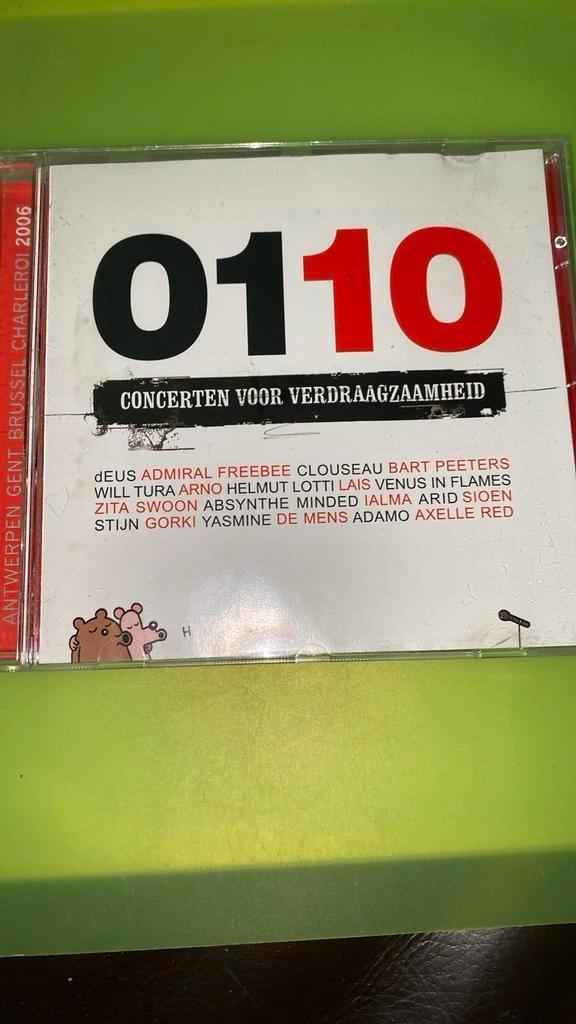 ANTWERPEN GENT BRUSSEL CHARLEROI 2006
0110
CONCERTEN VOOR VERDRAAGZAAMHEID
dEUS ADMIRAL FREEBEE CLOUSEAU BART PEETERS
WILL TURA ARNO HELMUT LOTTI LAIS VENUS IN FLAMES
ZITA SWOON ABSYNTHE MINDED IALMA ARID SIOEN
STIJN GORKI YASMINE DE MENS ADAMO AXELLE RED
H